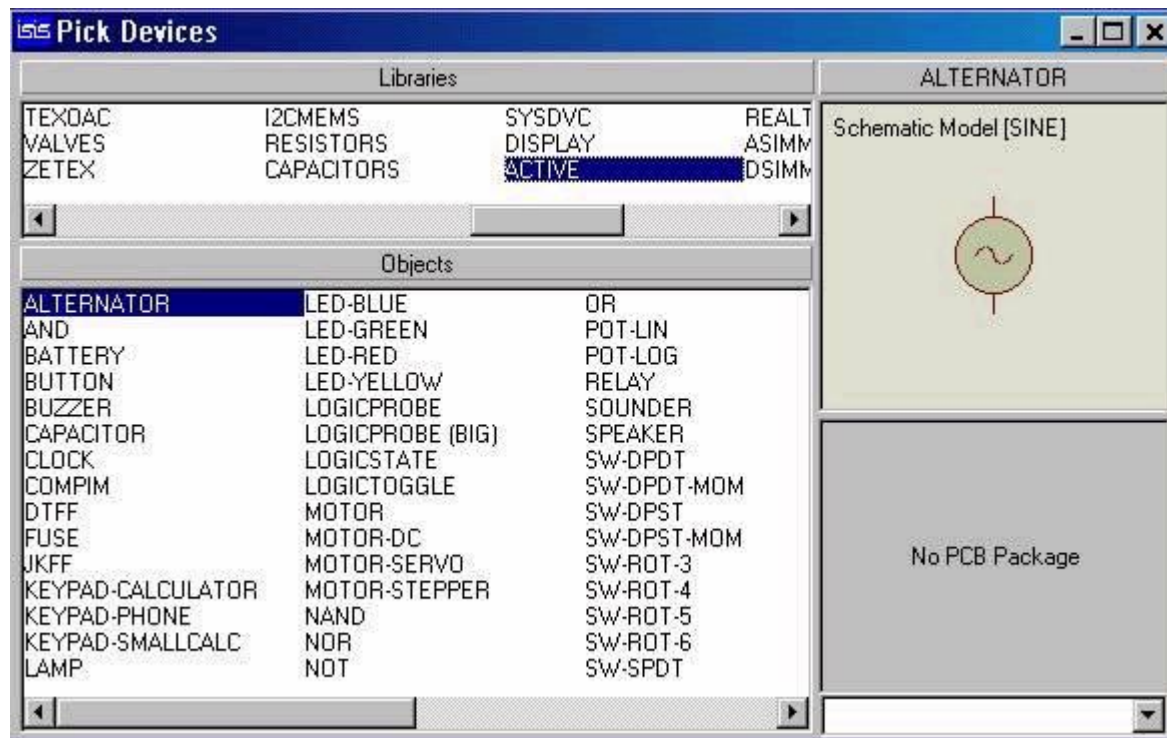 isis Pick Devices
Libraries
TEXOAC I2CMEMS SYSDVC REALT
VALVES RESISTORS DISPLAY ASIMM
ZETEX CAPACITORS ACTIVE DSIMM
Objects
ALTERNATOR LED-BLUE OR
AND LED-GREEN POT-LIN
BATTERY LED-RED POT-LOG
BUTTON LED-YELLOW RELAY
BUZZER LOGICPROBE SOUNDER
CAPACITOR LOGICPROBE (BIG) SPEAKER
CLOCK LOGICSTATE SW-DPDT
COMPIM LOGICTOGGLE SW-DPDT-MOM
DTFF MOTOR SW-DPST
FUSE MOTOR-DC SW-DPST-MOM
JKFF MOTOR-SERVO SW-ROT-3
KEYPAD-CALCULATOR MOTOR-STEPPER SW-ROT-4
KEYPAD-PHONE NAND SW-ROT-5
KEYPAD-SMALLCALC NOR SW-ROT-6
LAMP NOT SW-SPDT
ALTERNATOR
Schematic Model [SINE]
No PCB Package